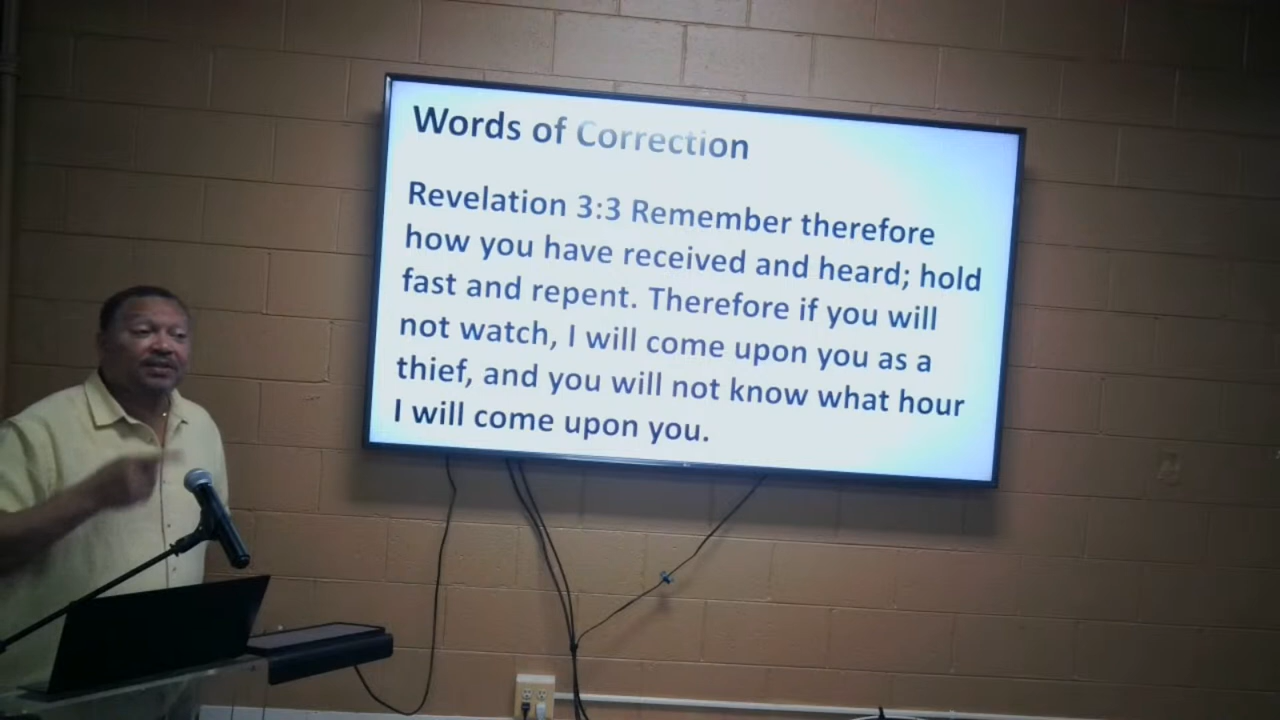 Words of Correction
Revelation 3:3 Remember therefore
how you have received and heard; hold
fast and repent. Therefore if you will
not watch, I will come upon you as a
thief, and you will not know what hour
I will come upon you.